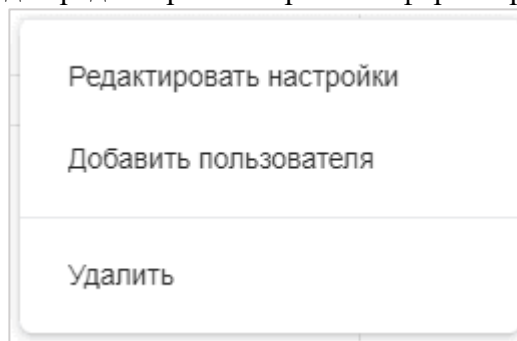 Редактировать настройки
Добавить пользователя
Удалить